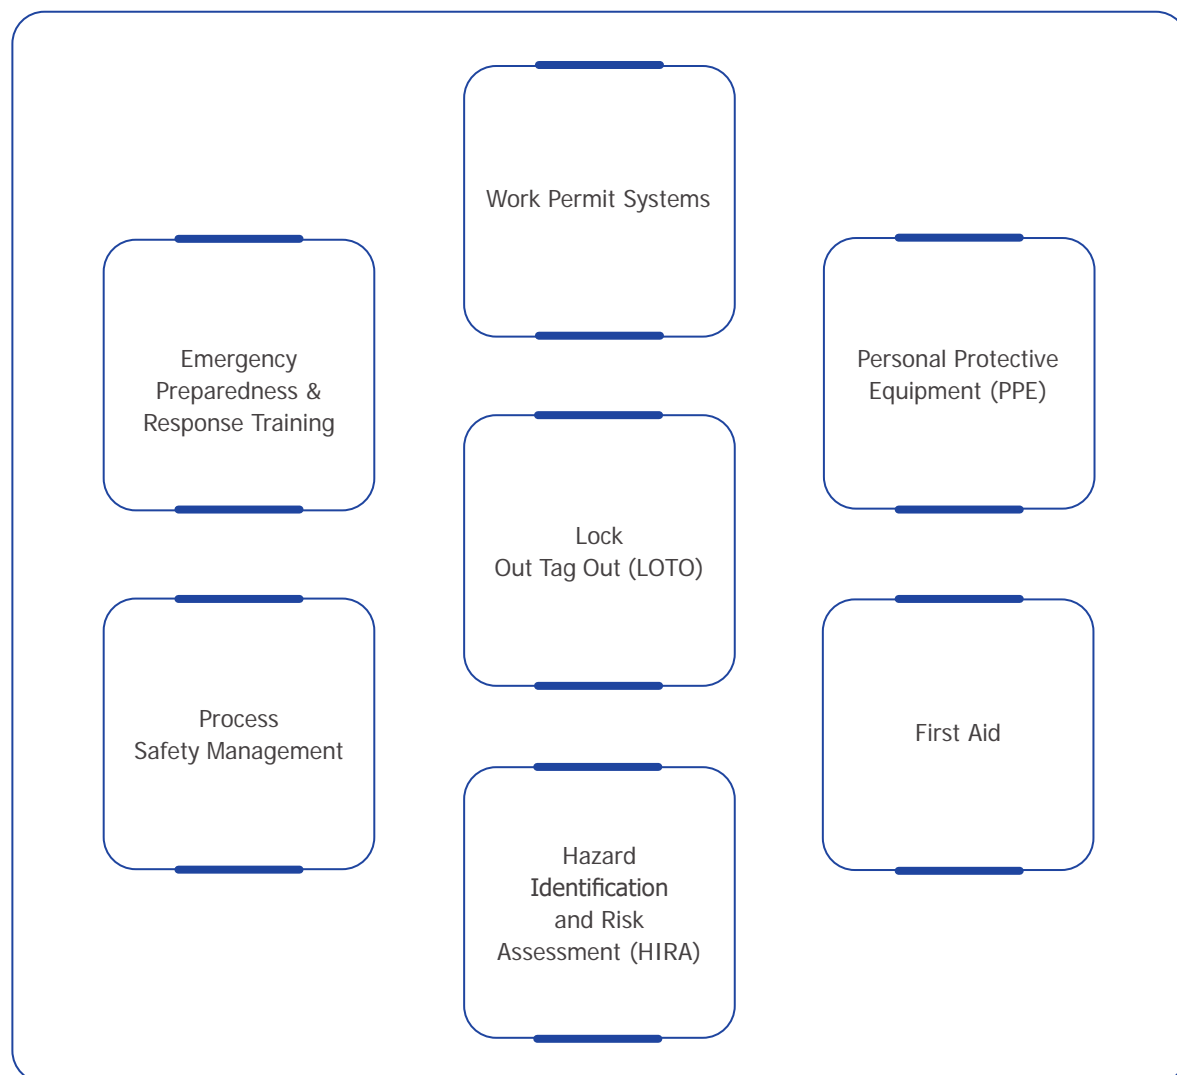 Work Permit Systems
Emergency
Preparedness &
Response Training
Personal Protective
Equipment (PPE)
Lock
Out Tag Out (LOTO)
Process
Safety Management
First Aid
Hazard
Identification
and Risk
Assessment (HIRA)